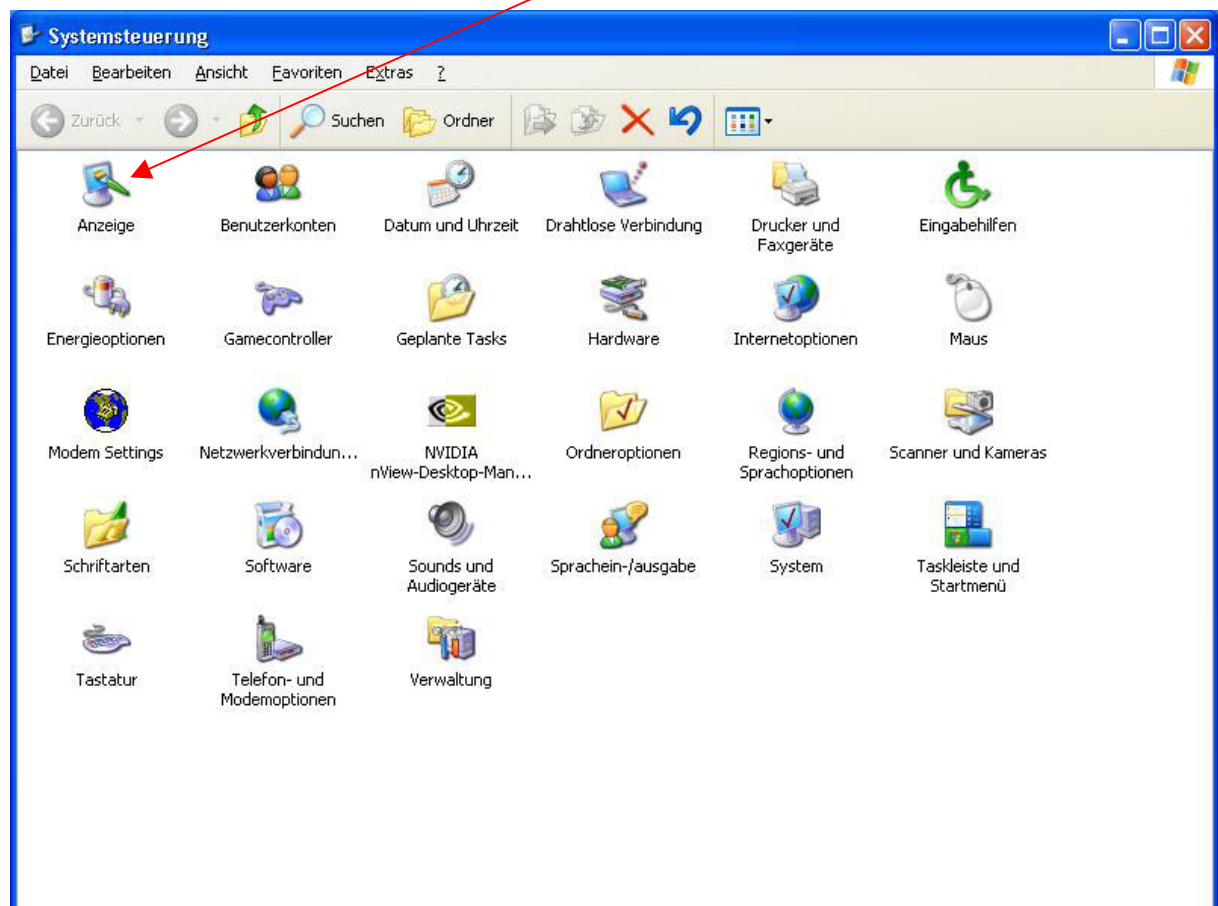 Systemsteuerung
Datei Bearbeiten Ansicht Favoriten Extras ?
Zurück Suchen Ordner
Anzeige
Benutzerkonten
Datum und Uhrzeit
Drahtlose Verbindung
Drucker und
Faxgeräte
Eingabehilfen
Energieoptionen
Gamecontroller
Geplante Tasks
Hardware
Internetoptionen
Maus
Modem Settings
Netzwerkverbindun...
NVIDIA
nView-Desktop-Man...
Ordneroptionen
Regions- und
Sprachoptionen
Scanner und Kameras
Schriftarten
Software
Sounds und
Audiogeräte
Sprachein-/ausgabe
System
Taskleiste und
Startmenü
Tastatur
Telefon- und
Modemoptionen
Verwaltung